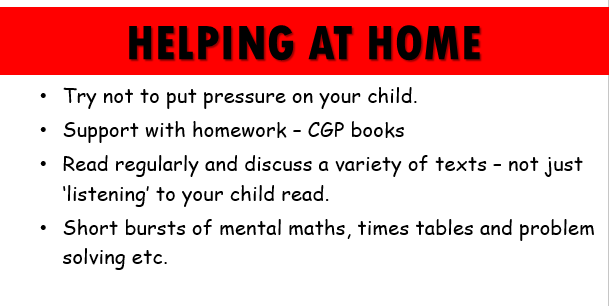 HELPING AT HOME
• Try not to put pressure on your child.
• Support with homework – CGP books
• Read regularly and discuss a variety of texts – not just
‘listening’ to your child read.
• Short bursts of mental maths, times tables and problem
solving etc.